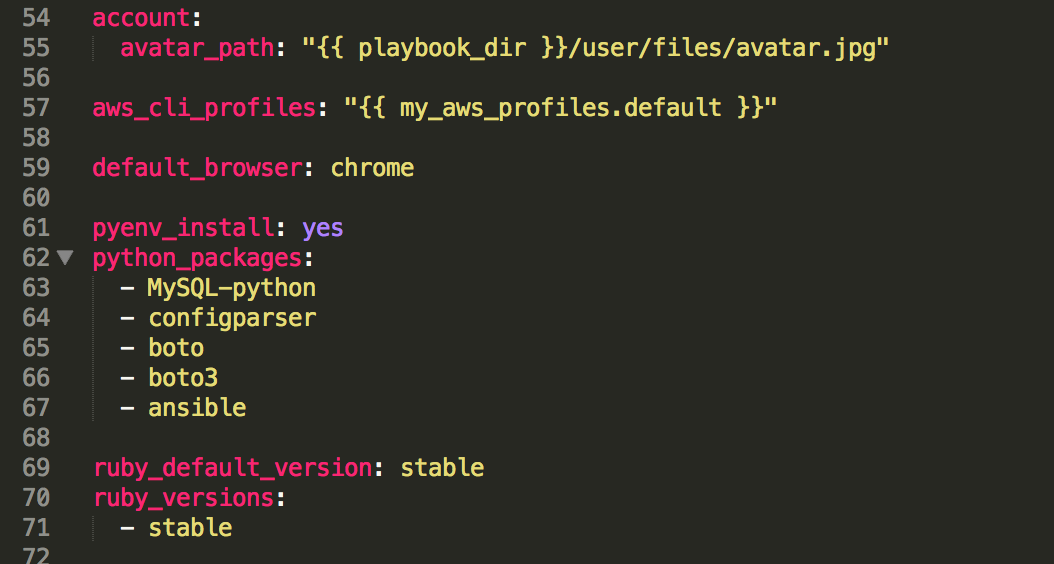 54 account:
55 avatar_path: "{{ playbook_dir }}/user/files/avatar.jpg"
56
57 aws_cli_profiles: "{{ my_aws_profiles.default }}"
58
59 default_browser: chrome
60
61 pyenv_install: yes
62 python_packages:
63 - MySQL-python
64 - configparser
65 - boto
66 - boto3
67 - ansible
68
69 ruby_default_version: stable
70 ruby_versions:
71 - stable
72